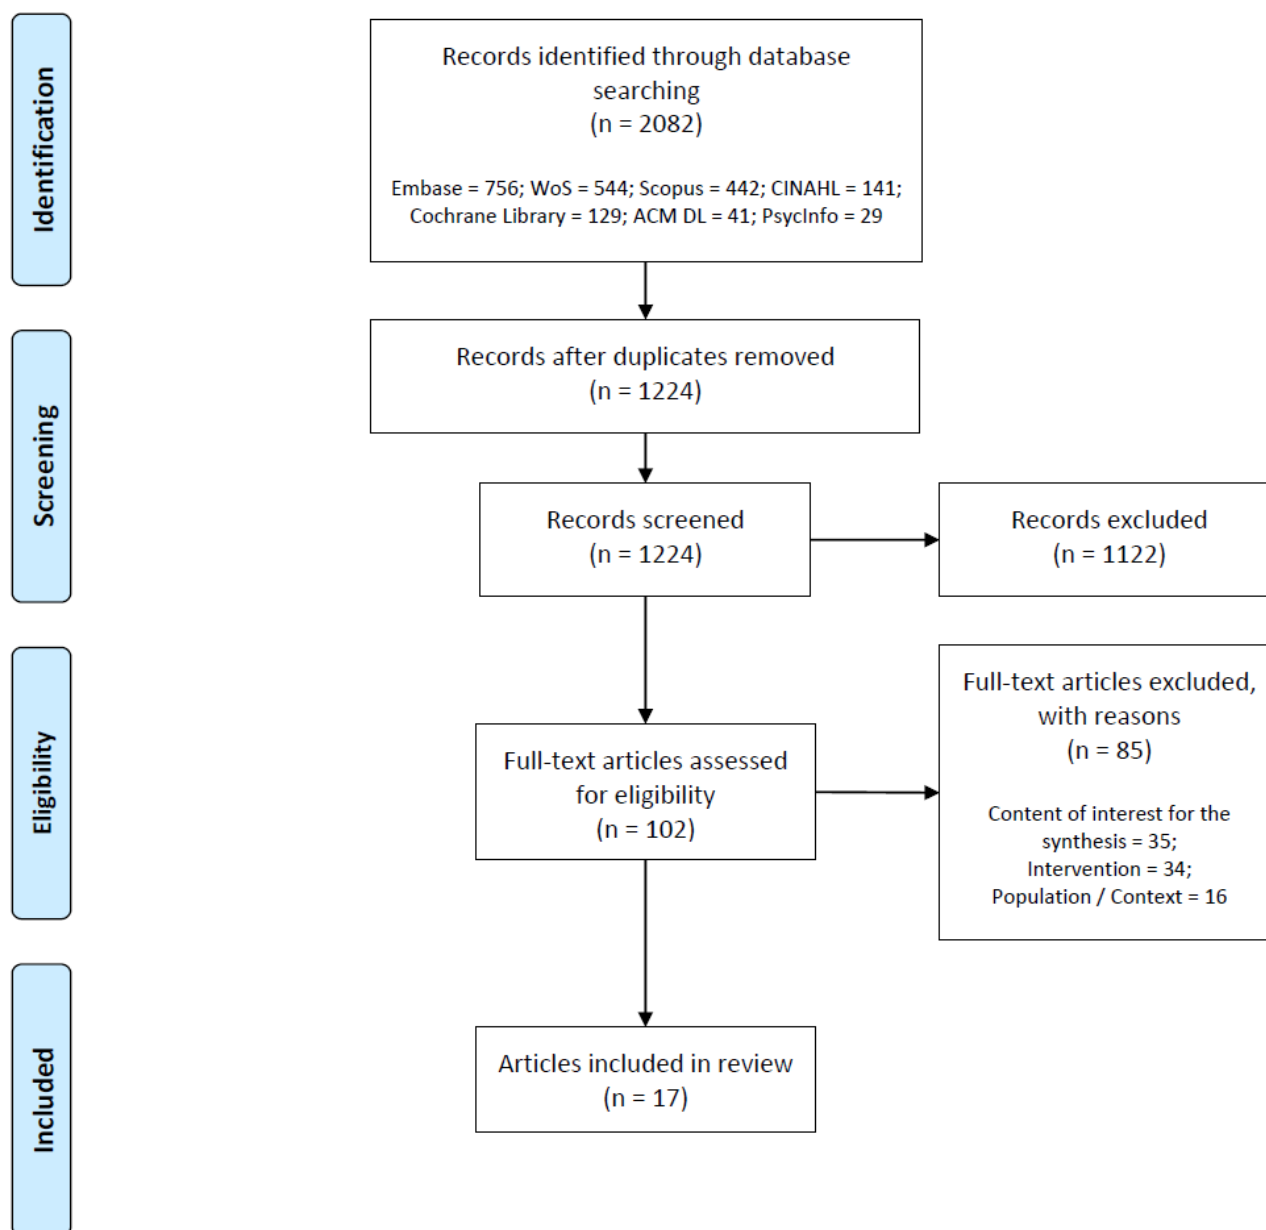 Identification
Records identified through database
searching
(n = 2082)
Embase = 756; WoS = 544; Scopus = 442; CINAHL = 141;
Cochrane Library = 129; ACM DL = 41; PsycInfo = 29
Screening
Records after duplicates removed
(n = 1224)
Records screened
(n = 1224)
Records excluded
(n = 1122)
Eligibility
Full-text articles assessed
for eligibility
(n = 102)
Full-text articles excluded,
with reasons
(n = 85)
Content of interest for the
synthesis = 35;
Intervention = 34;
Population / Context = 16
Included
Articles included in review
(n = 17)